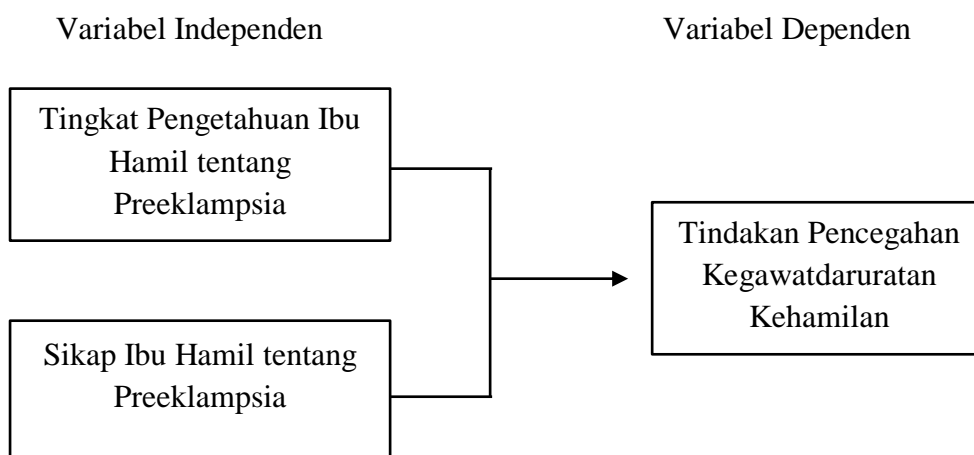 Variabel Independen
Variabel Dependen
Tingkat Pengetahuan Ibu
Hamil tentang
Preeklampsia
Tindakan Pencegahan
Kegawatdaruratan
Kehamilan
Sikap Ibu Hamil tentang
Preeklampsia